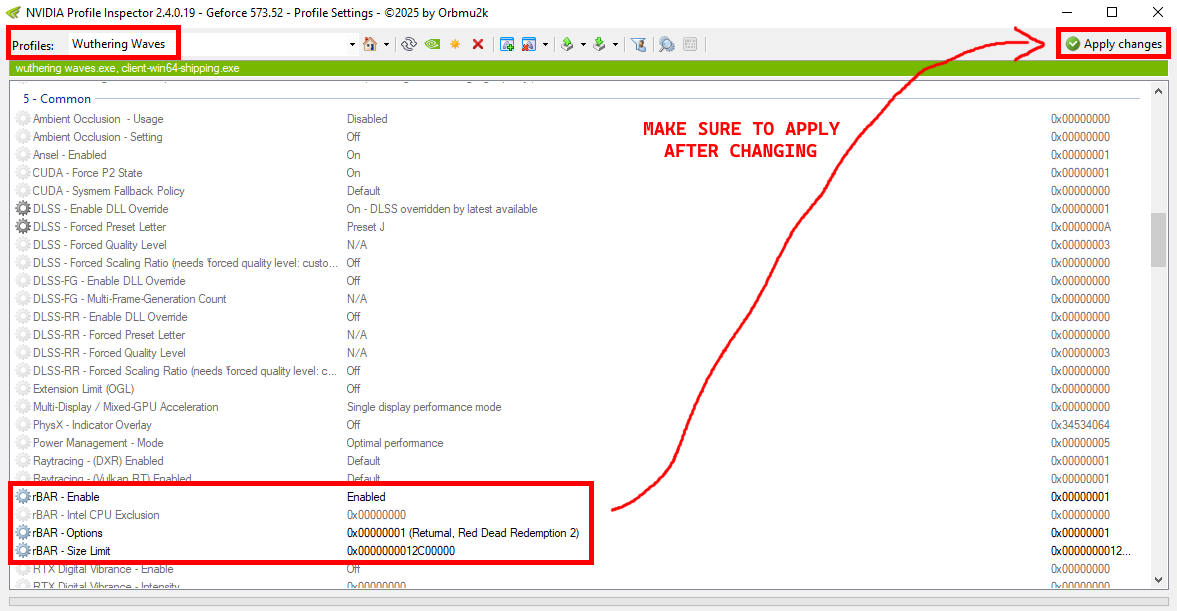 NVIDIA Profile Inspector 2.4.0.19 - Geforce 573.52 - Profile Settings - ©2025 by Orbmu2k
Profiles: Wuthering Waves Apply changes
wuthering waves.exe, client-win64-shipping.exe
5 - Common
Ambient Occlusion - Usage Disabled 0x00000000
Ambient Occlusion - Setting Off 0x00000000
Ansel - Enabled On 0x00000001
CUDA - Force P2 State On 0x00000001
CUDA - Sysmem Fallback Policy Default 0x00000000
DLSS - Enable DLL Override On - DLSS overridden by latest available 0x00000001
DLSS - Forced Preset Letter Preset J 0x0000000A
DLSS - Forced Quality Level N/A 0x00000003
DLSS - Forced Scaling Ratio (needs 'forced quality level: custo... Off 0x00000000
DLSS-FG - Enable DLL Override Off 0x00000000
DLSS-FG - Multi-Frame-Generation Count N/A 0x00000000
DLSS-RR - Enable DLL Override Off 0x00000000
DLSS-RR - Forced Preset Letter N/A 0x00000000
DLSS-RR - Forced Quality Level N/A 0x00000003
DLSS-RR - Forced Scaling Ratio (needs 'forced quality level: c... Off 0x00000000
Extension Limit (OGL) Off 0x00000000
Multi-Display / Mixed-GPU Acceleration Single display performance mode 0x00000000
PhysX - Indicator Overlay Off 0x34534064
Power Management - Mode Optimal performance 0x00000005
Raytracing - (DXR) Enabled Default 0x00000001
Raytracing - (Vulkan RT) Enabled Default 0x00000001
rBAR - Enable Enabled 0x00000001
rBAR - Intel CPU Exclusion 0x00000000 0x00000000
rBAR - Options 0x00000001 (Returnal, Red Dead Redemption 2) 0x00000001
rBAR - Size Limit 0x0000000012C00000 0x0000000012...
RTX Digital Vibrance - Enable Off 0x00000000
RTX Digital Vibrance - Intensity 0x00000000 0x00000000
MAKE SURE TO APPLY
AFTER CHANGING